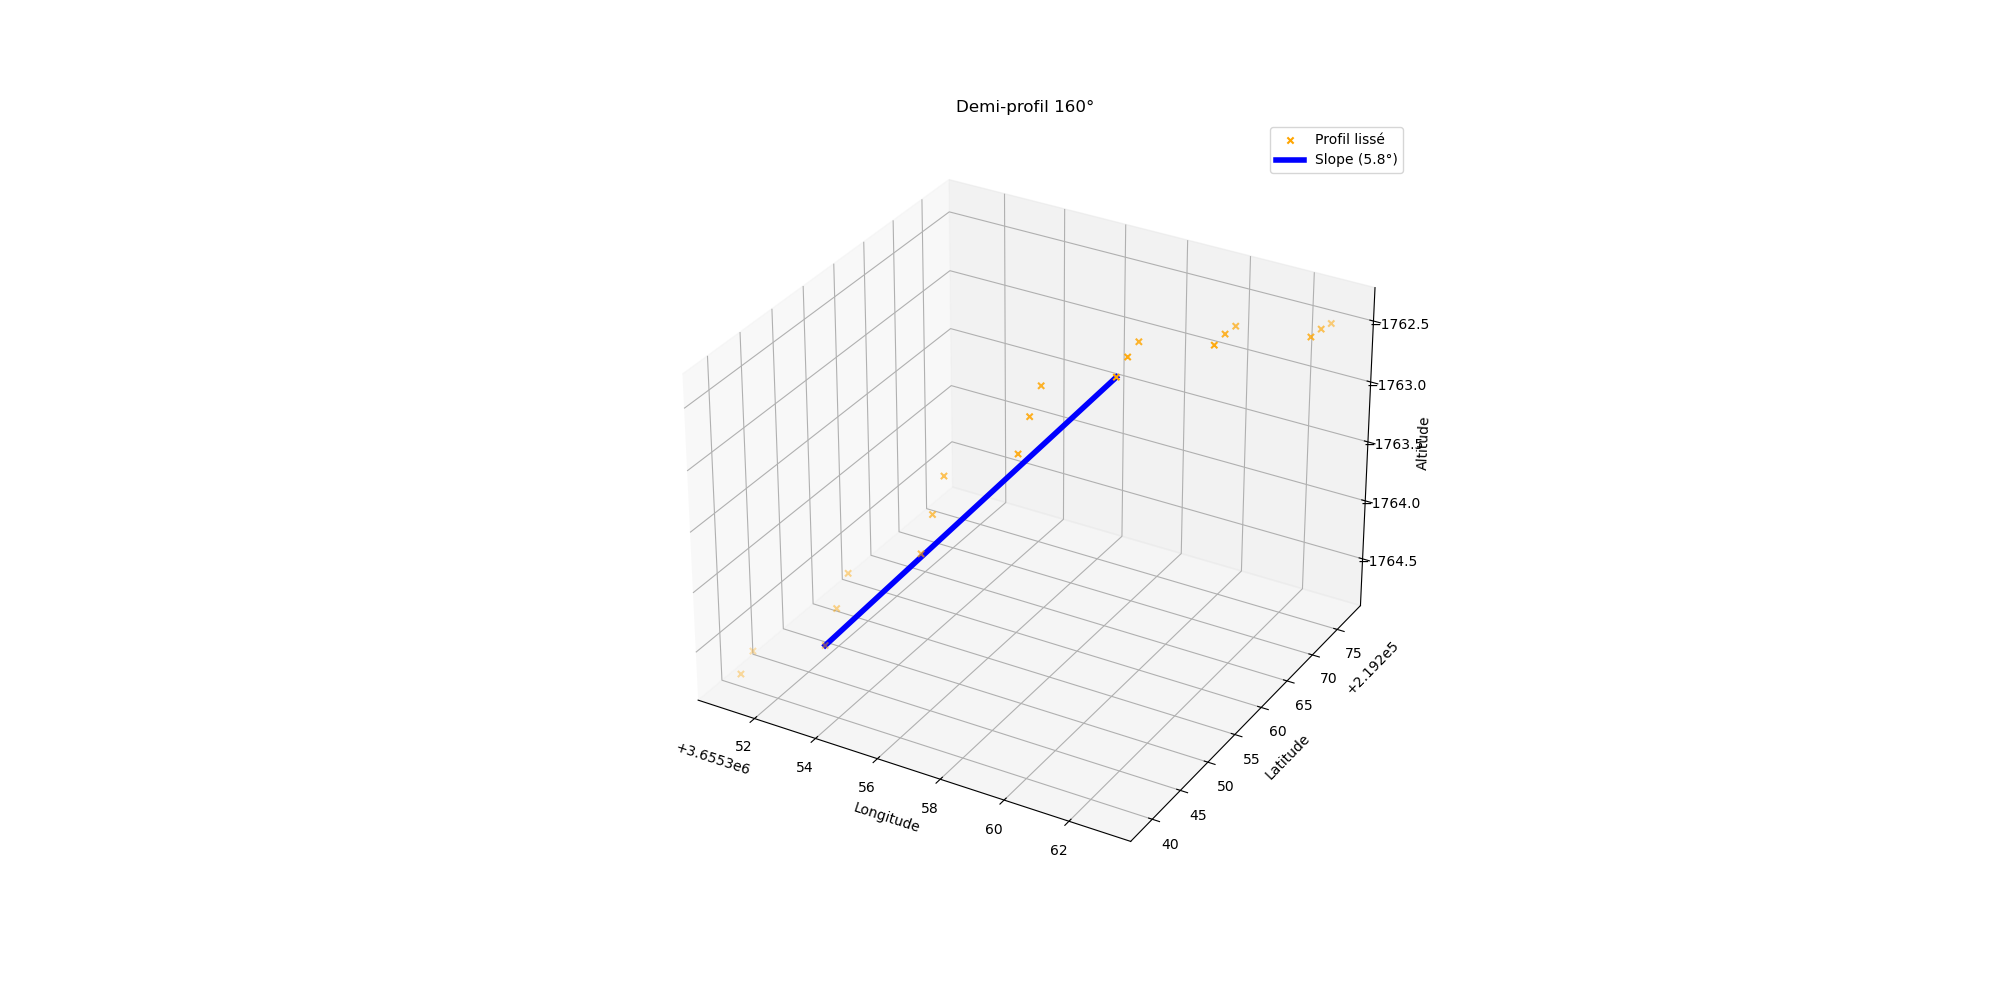 Demi-profil 160°
Profil lissé
Slope (5.8°)
−1762.5
−1763.0
−1763.5
−1764.0
−1764.5
Altitude
75
70
65
60
55
50
45
40
+2.192e5
Latitude
52
54
56
58
60
62
+3.6553e6
Longitude